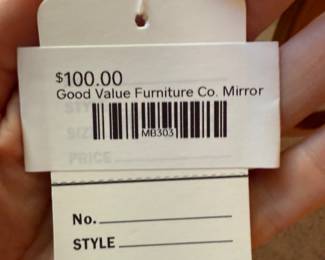 $100.00
Good Value Furniture Co. Mirror
MB303
PRICE
No.
STYLE